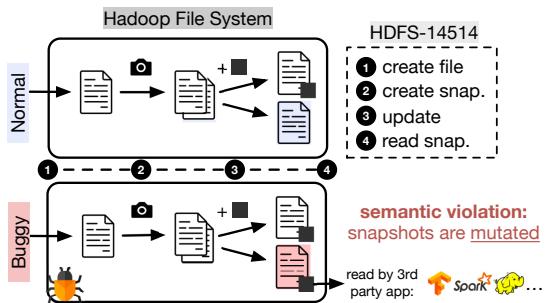 Hadoop File System
HDFS-14514
Normal
+
1 create file
2 create snap.
3 update
4 read snap.
1 2 3 4
Buggy
+
semantic violation:
snapshots are mutated
read by 3rd
party app:
Spark
...